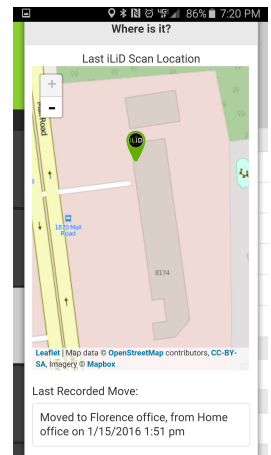 86% 7:20 PM
Where is it?
Last iLiD Scan Location
+
-
Road
iLiD
1870 Mall
Road
8174
Leaflet | Map data © OpenStreetMap contributors, CC-BY-
SA, Imagery © Mapbox
Last Recorded Move:
Moved to Florence office, from Home
office on 1/15/2016 1:51 pm